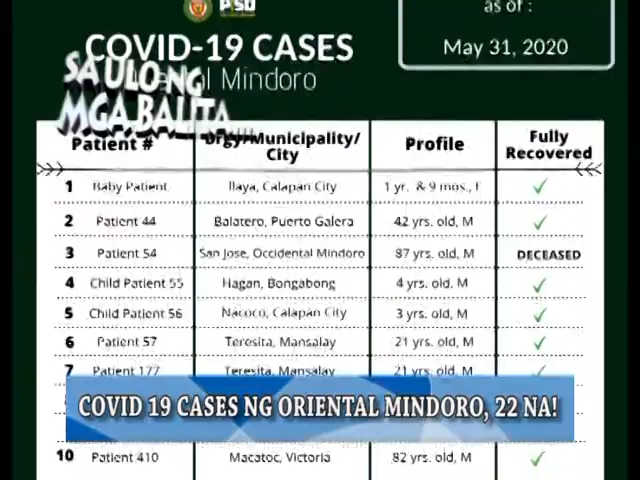 PSO
as of :
COVID-19 CASES
May 31, 2020
Mindoro
SA ULO NG
MGA BALITA
Patient #
Brgy/Municipality/
City
Profile
Fully
Recovered
1 Baby Patient Ilaya, Calapan City 1 yr. & 9 mos., F ✓
2 Patient 44 Balatero, Puerto Galera 42 yrs. old, M ✓
3 Patient 54 San Jose, Occidental Mindoro 87 yrs. old, M DECEASED
4 Child Patient 55 Hagan, Bongabong 4 yrs. old, M ✓
5 Child Patient 56 Nacoco, Calapan City 3 yrs. old, M ✓
6 Patient 57 Teresita, Mansalay 21 yrs. old, M ✓
7 Patient 177 Teresita, Mansalay 21 yrs. old, M ✓
COVID 19 CASES NG ORIENTAL MINDORO, 22 NA!
10 Patient 410 Macatoc, Victoria 82 yrs. old, M ✓